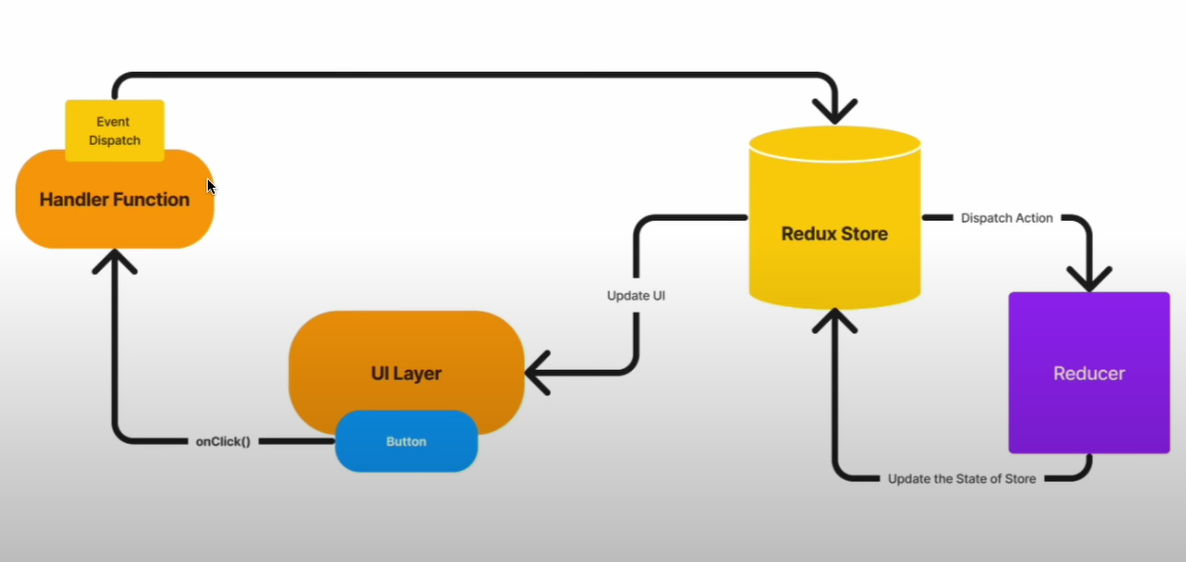 Event
Dispatch
Handler Function
Redux Store
Dispatch Action
Update UI
UI Layer
Reducer
onClick()
Button
Update the State of Store